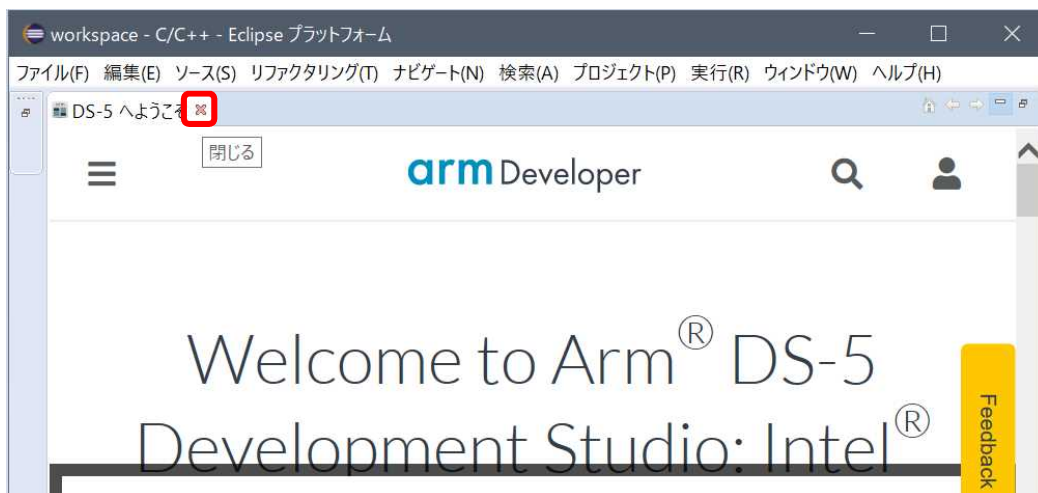 workspace - C/C++ - Eclipse プラットフォーム
ファイル(F) 編集(E) ソース(S) リファクタリング(T) ナビゲート(N) 検索(A) プロジェクト(P) 実行(R) ウィンドウ(W) ヘルプ(H)
DS-5 へようこそ
閉じる
arm Developer
Welcome to Arm® DS-5
Development Studio: Intel®
Feedback